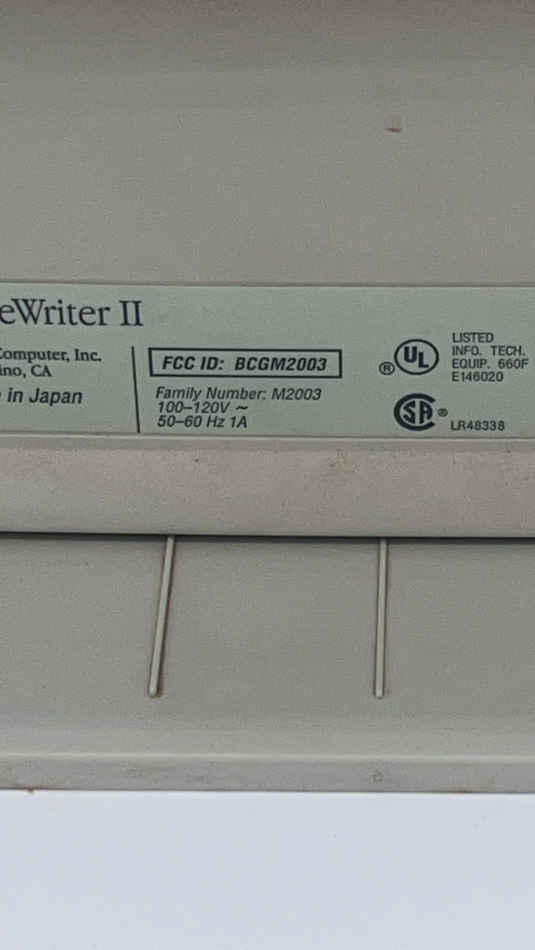 eWriter II
Computer, Inc.
ino, CA
in Japan
FCC ID: BCGM2003
Family Number: M2003
100–120V ~
50–60 Hz 1A
® UL
LISTED
INFO. TECH.
EQUIP. 660F
E146020
SA ®
LR48338